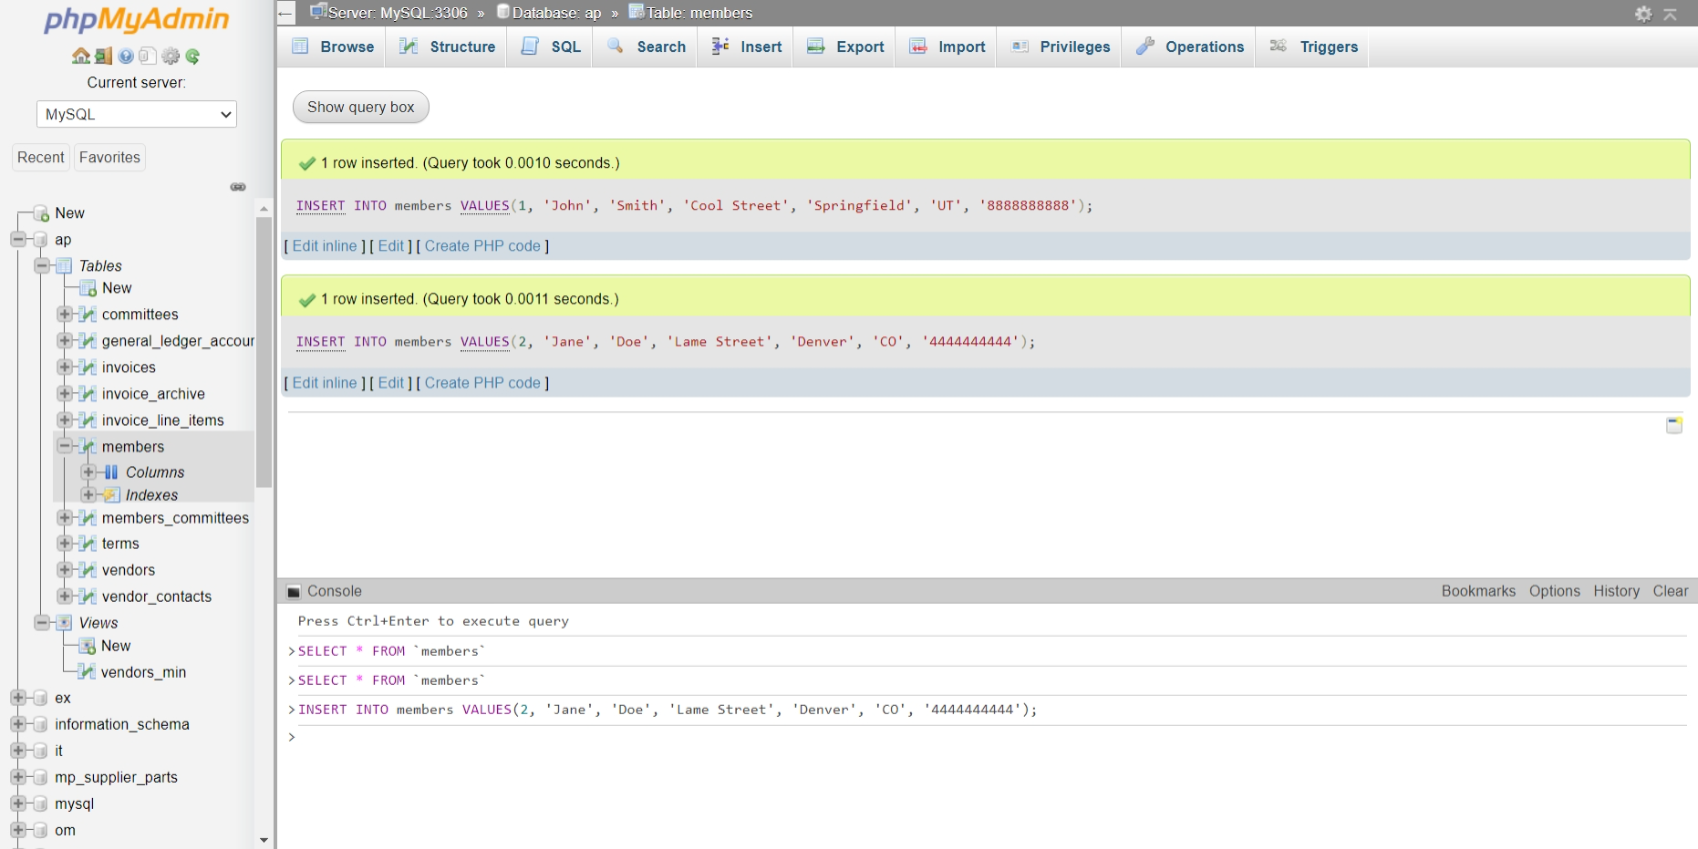 phpMyAdmin
Current server:
MySQL
Recent Favorites
New
ap
Tables
New
committees
general_ledger_accour
invoices
invoice_archive
invoice_line_items
members
Columns
Indexes
members_committees
terms
vendors
vendor_contacts
Views
New
vendors_min
ex
information_schema
it
mp_supplier_parts
mysql
om
← Server: MySQL:3306 » Database: ap » Table: members
Browse Structure SQL Search Insert Export Import Privileges Operations Triggers
Show query box
1 row inserted. (Query took 0.0010 seconds.)
INSERT INTO members VALUES(1, 'John', 'Smith', 'Cool Street', 'Springfield', 'UT', '8888888888');
[ Edit inline ] [ Edit ] [ Create PHP code ]
1 row inserted. (Query took 0.0011 seconds.)
INSERT INTO members VALUES(2, 'Jane', 'Doe', 'Lame Street', 'Denver', 'CO', '4444444444');
[ Edit inline ] [ Edit ] [ Create PHP code ]
Console Bookmarks Options History Clear
Press Ctrl+Enter to execute query
>SELECT * FROM `members`
>SELECT * FROM `members`
>INSERT INTO members VALUES(2, 'Jane', 'Doe', 'Lame Street', 'Denver', 'CO', '4444444444');
>